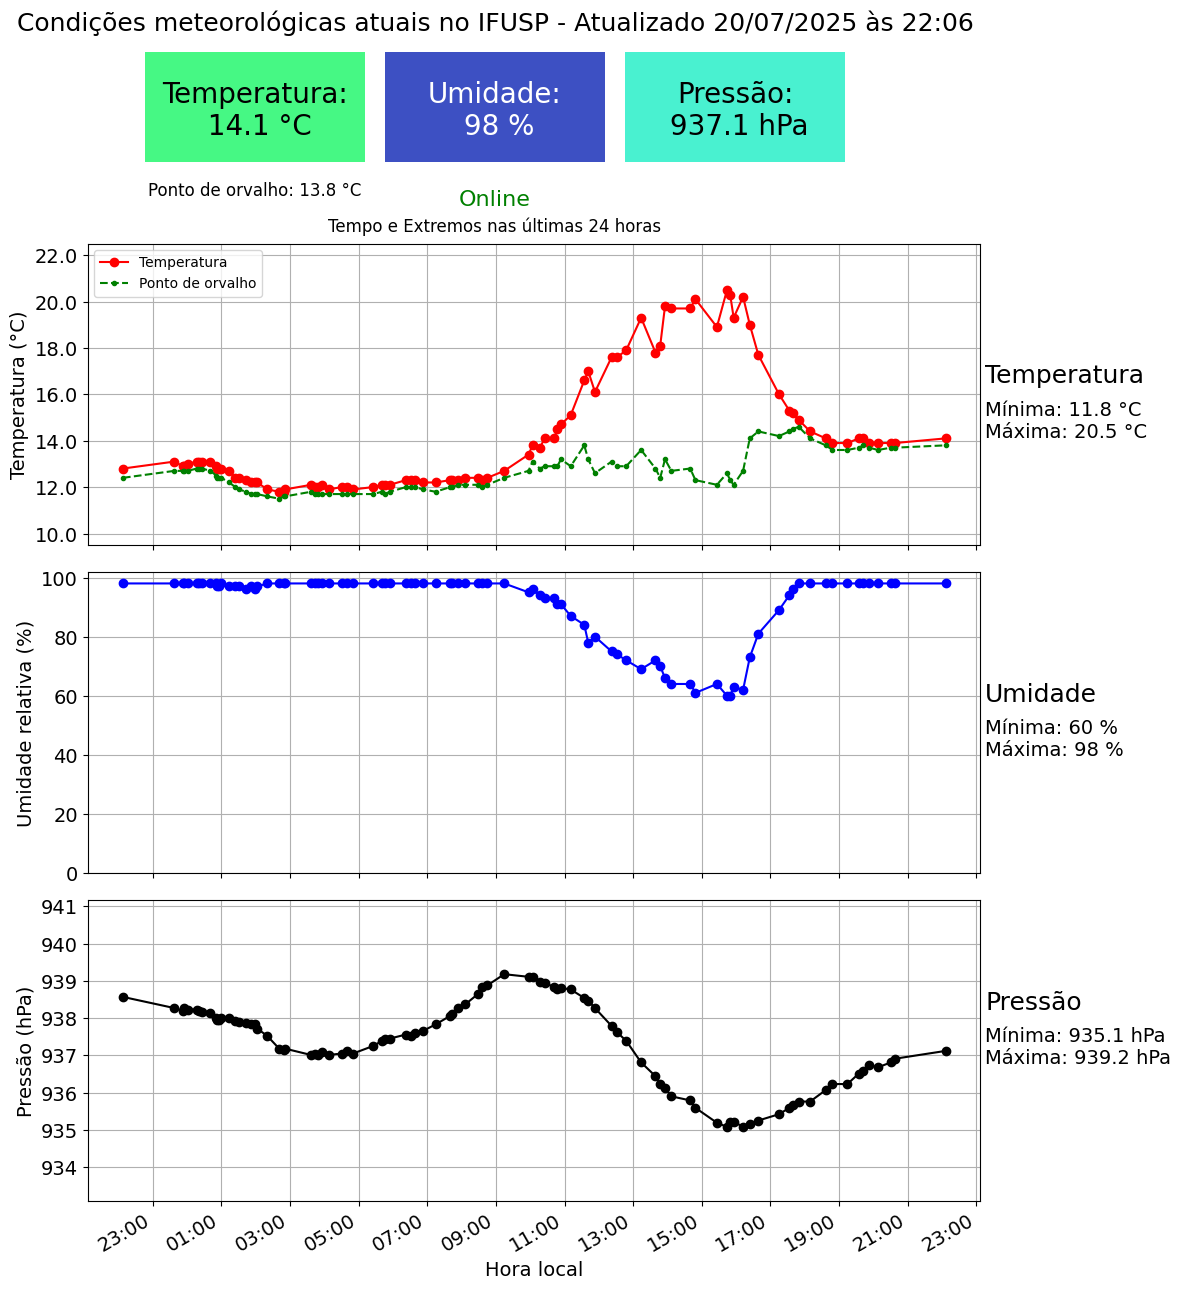 Condições meteorológicas atuais no IFUSP - Atualizado 20/07/2025 às 22:06
Temperatura:
14.1 °C
Umidade:
98 %
Pressão:
937.1 hPa
Ponto de orvalho: 13.8 °C
Online
Tempo e Extremos nas últimas 24 horas
Temperatura (°C)
22.0
20.0
18.0
16.0
14.0
12.0
10.0
Temperatura
Ponto de orvalho
Temperatura
Mínima: 11.8 °C
Máxima: 20.5 °C
Umidade relativa (%)
100
80
60
40
20
0
Umidade
Mínima: 60 %
Máxima: 98 %
Pressão (hPa)
941
940
939
938
937
936
935
934
Pressão
Mínima: 935.1 hPa
Máxima: 939.2 hPa
23:00 01:00 03:00 05:00 07:00 09:00 11:00 13:00 15:00 17:00 19:00 21:00 23:00
Hora local